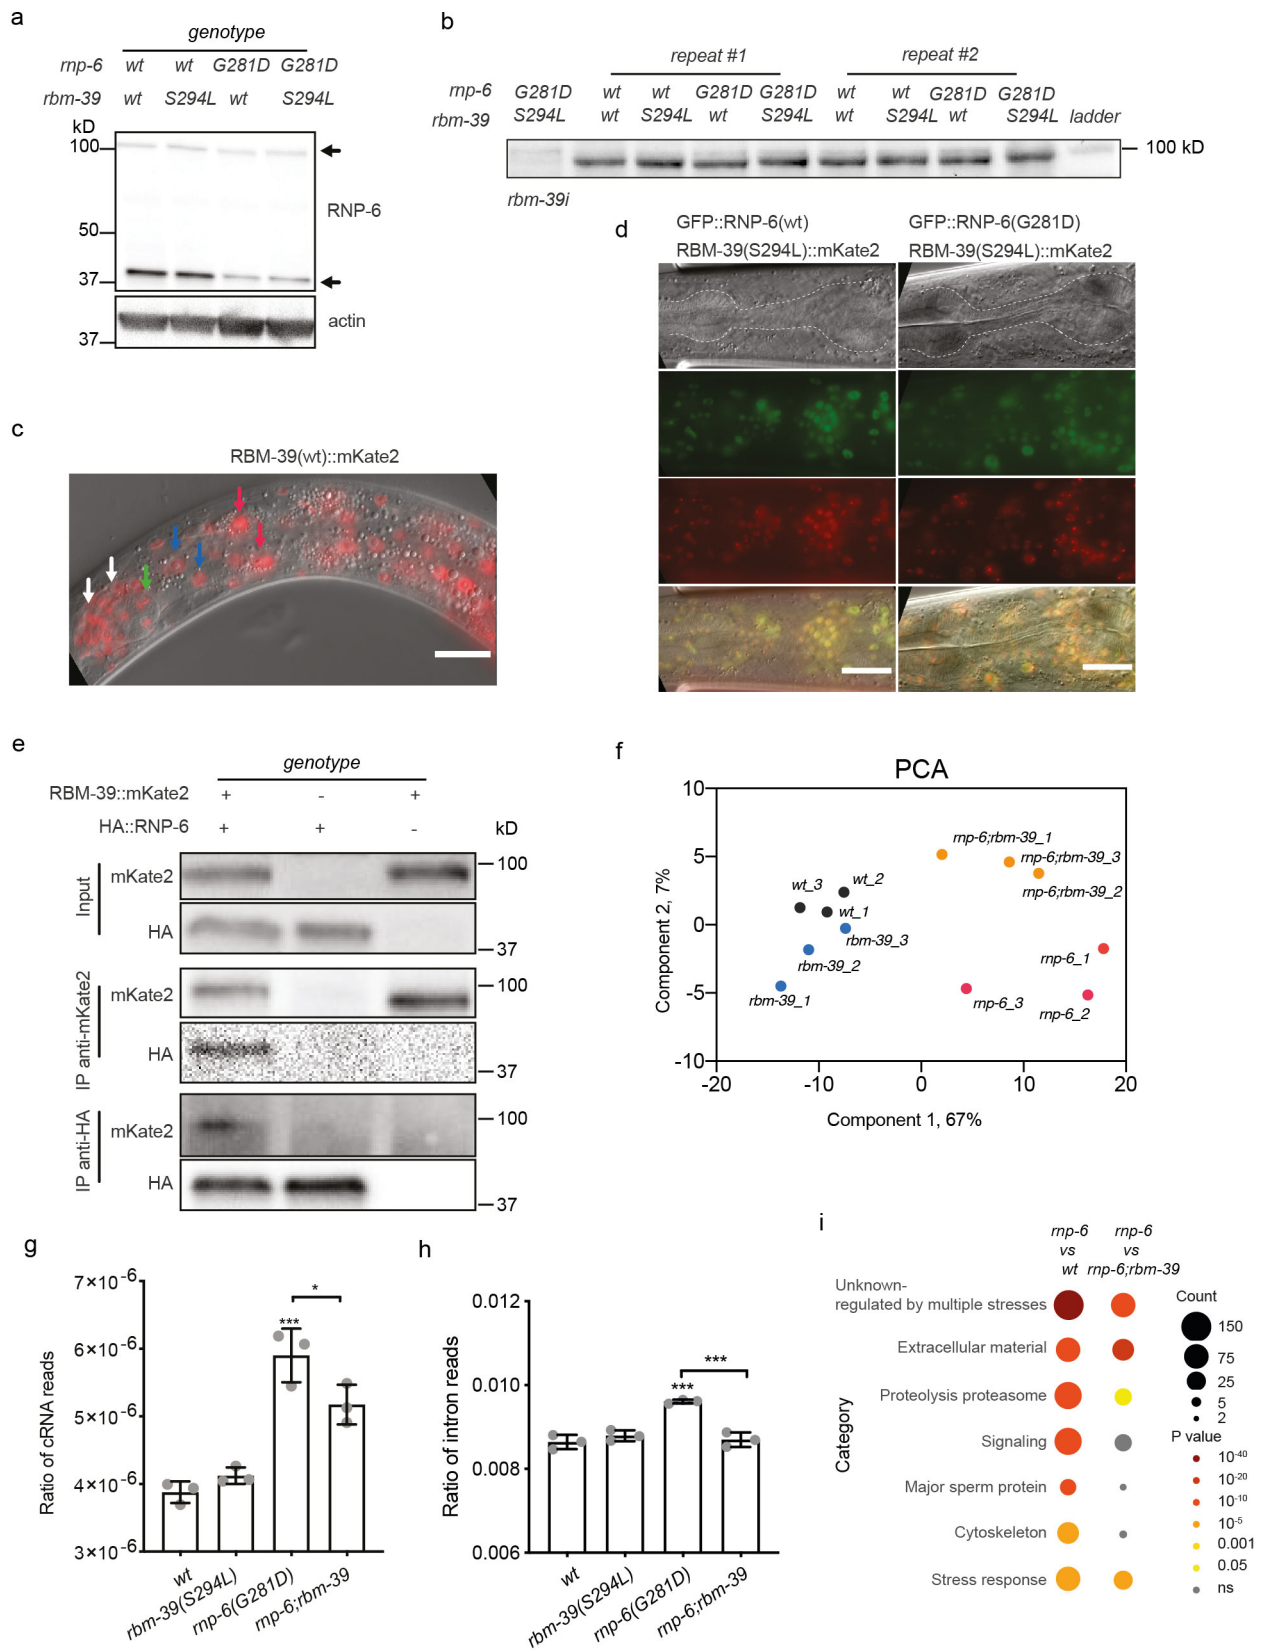 a
genotype
rnp-6 wt wt G281D G281D
rbm-39 wt S294L wt S294L
kD
100
50
37
RNP-6
37
actin
b
repeat #1 repeat #2
rnp-6 G281D wt wt G281D G281D wt wt G281D G281D
rbm-39 S294L wt S294L wt S294L wt S294L wt S294L ladder
100 kD
rbm-39i
c
RBM-39(wt)::mKate2
d
GFP::RNP-6(wt) GFP::RNP-6(G281D)
RBM-39(S294L)::mKate2 RBM-39(S294L)::mKate2
e
genotype
RBM-39::mKate2 + - +
HA::RNP-6 + + -
kD
Input
mKate2 100
HA 37
IP anti-mKate2
mKate2 100
HA 37
IP anti-HA
mKate2 100
HA 37
f
PCA
Component 2, 7%
10
5
0
-5
-10
-20 -10 0 10 20
Component 1, 67%
rnp-6;rbm-39_1
rnp-6;rbm-39_3
rnp-6;rbm-39_2
wt_3 wt_2
wt_1
rbm-39_3
rbm-39_2
rbm-39_1
rnp-6_1
rnp-6_3
rnp-6_2
g
Ratio of cRNA reads
7×10-6
6×10-6
5×10-6
4×10-6
3×10-6
*
***
wt
rbm-39(S294L)
rnp-6(G281D)
rnp-6;rbm-39
h
Ratio of intron reads
0.012
0.010
0.008
0.006
***
***
wt
rbm-39(S294L)
rnp-6(G281D)
rnp-6;rbm-39
i
rnp-6 rnp-6
vs vs
wt rnp-6;rbm-39
Category
Unknown-
regulated by multiple stresses
Extracellular material
Proteolysis proteasome
Signaling
Major sperm protein
Cytoskeleton
Stress response
Count
150
75
25
5
2
P value
10-40
10-20
10-10
10-5
0.001
0.05
ns